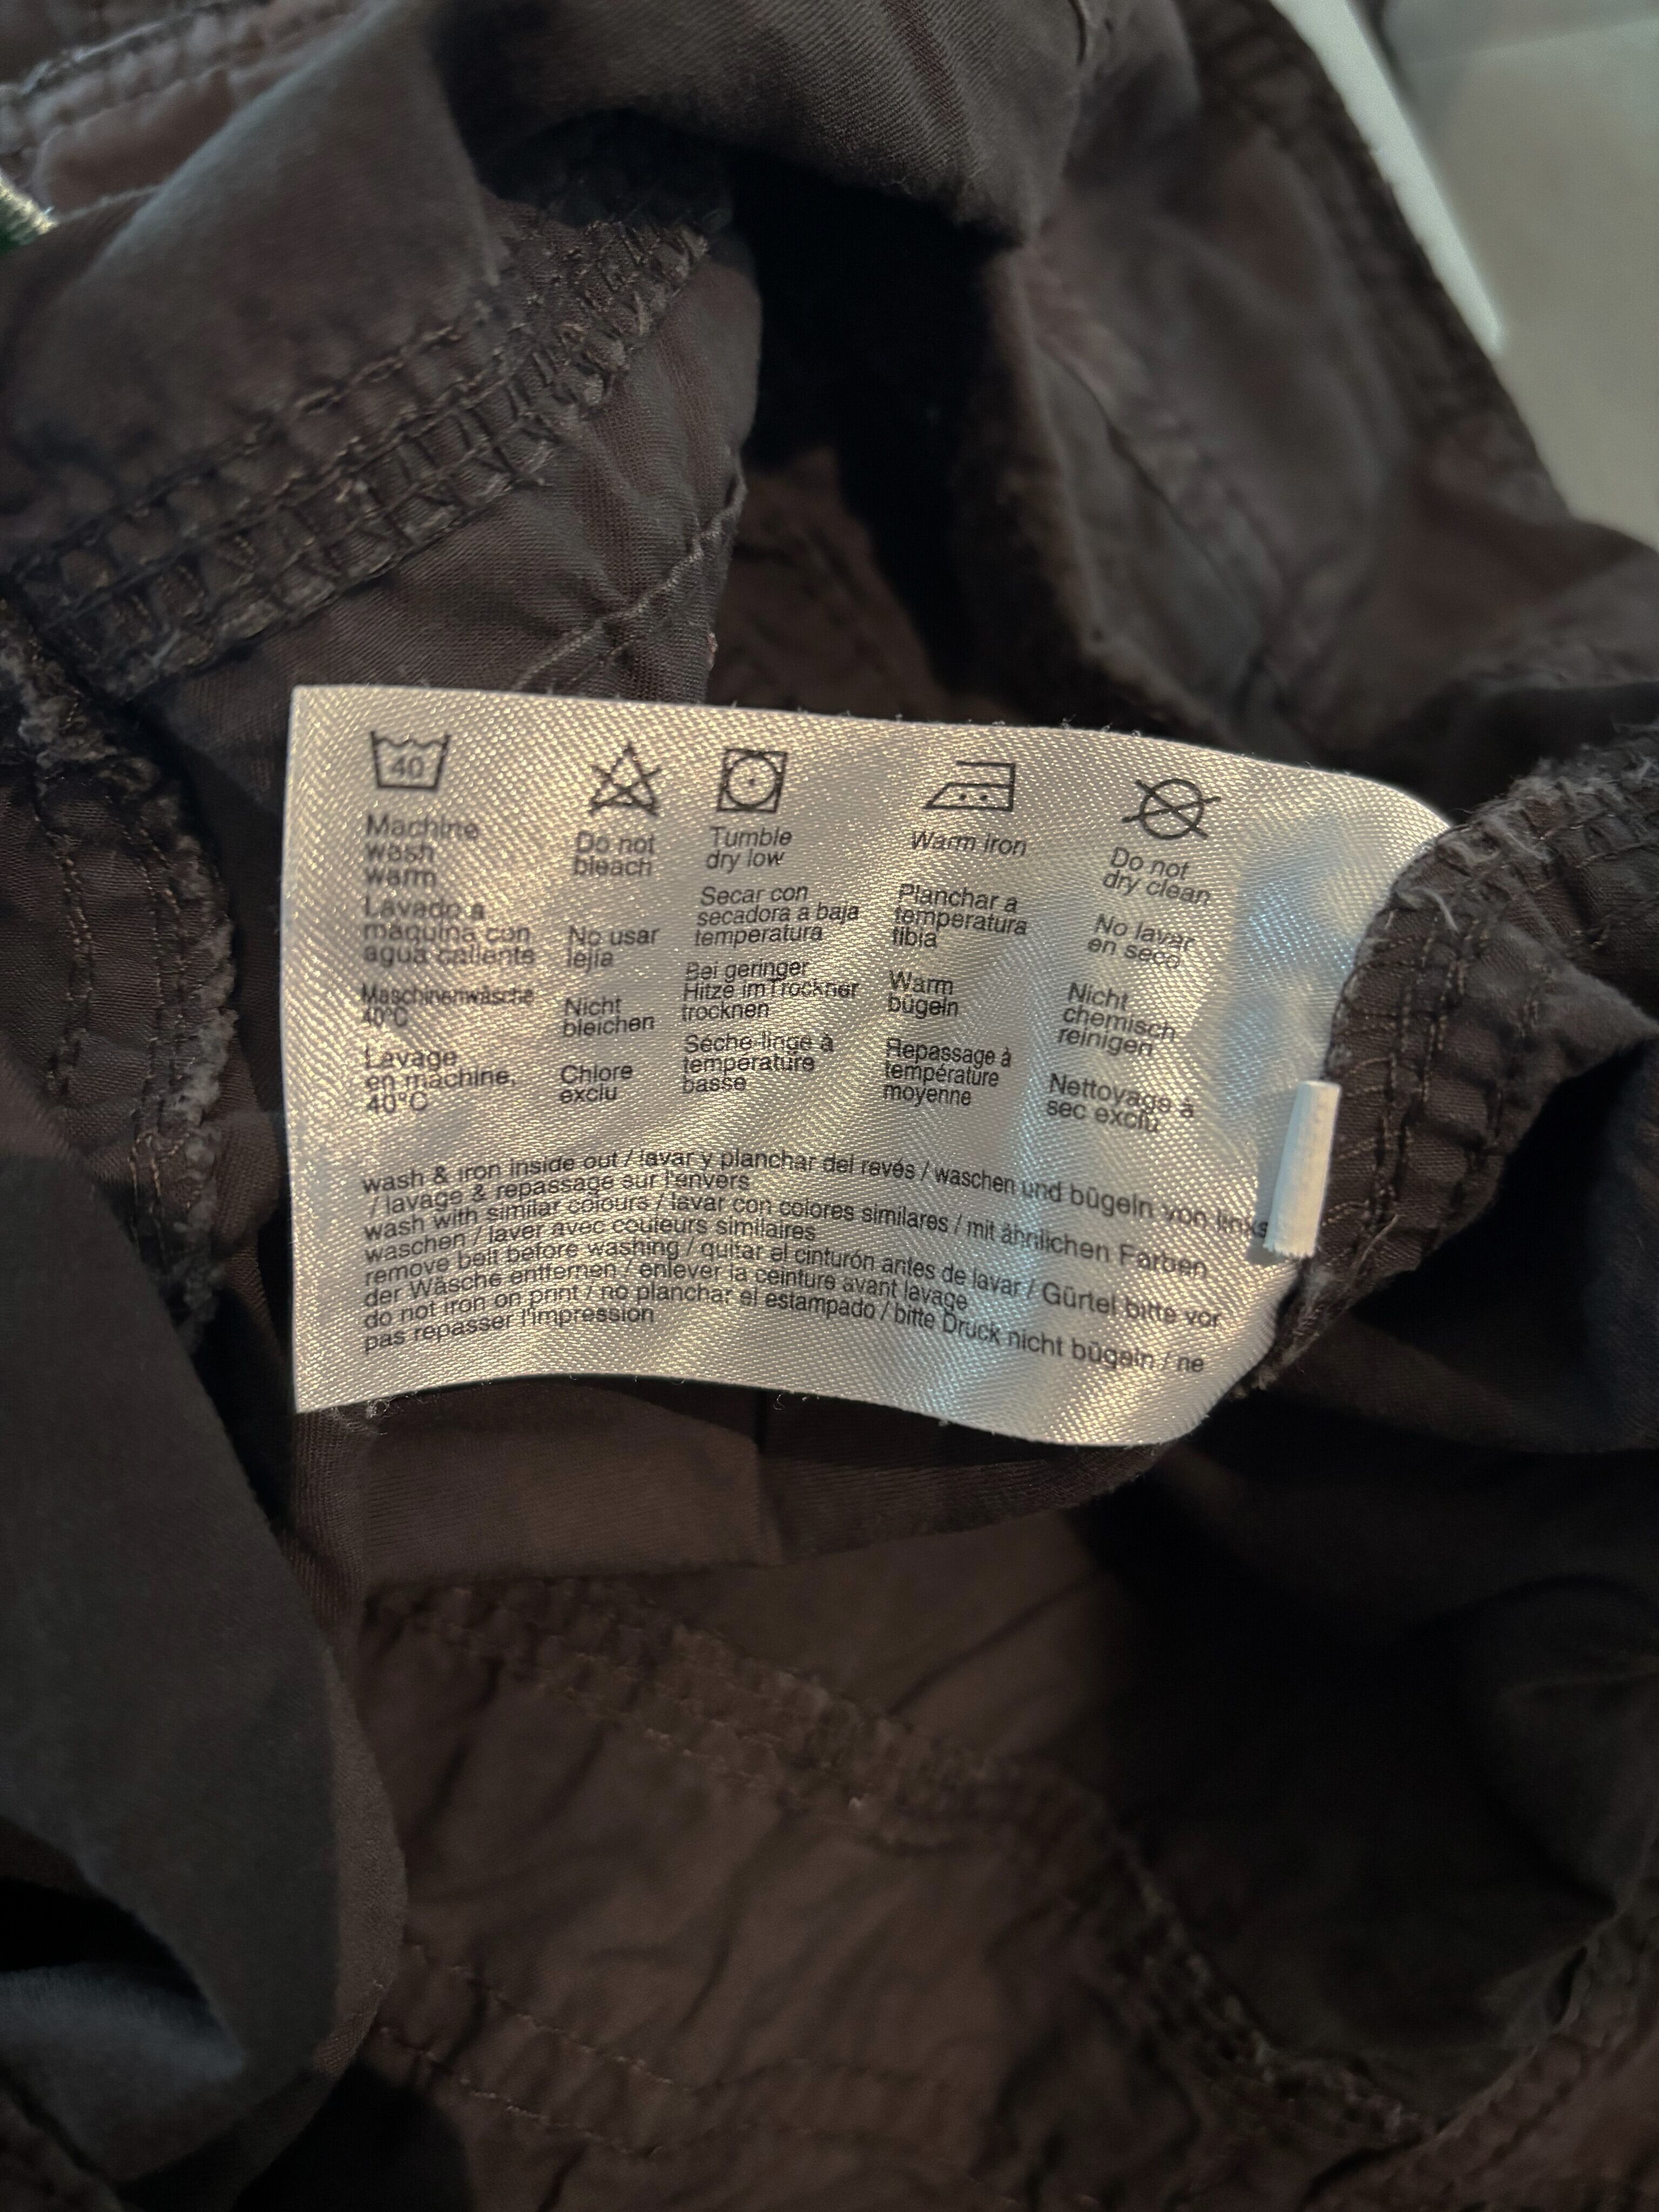 40
Machine
wash
warm
Lavado a
máquina con
agua caliente
Maschinenwäsche
40°C
Lavage
en machine,
40°C
Do not
bleach
No usar
lejía
Nicht
bleichen
Chlore
exclu
Tumble
dry low
Secar con
secadora a baja
temperatura
Bei geringer
Hitze im Trockner
trocknen
Séche-linge à
température
basse
Warm iron
Planchar a
temperatura
tibia
Warm
bügeln
Repassage à
température
moyenne
Do not
dry clean
No lavar
en seco
Nicht
chemisch
reinigen
Nettoyage à
sec exclu
wash & iron inside out / lavar y planchar del revés / waschen und bügeln von links
/ lavage & repassage sur l'envers
wash with similar colours / lavar con colores similares / mit ähnlichen Farben
waschen / laver avec couleurs similaires
remove belt before washing / quitar el cinturón antes de lavar / Gürtel bitte vor
der Wäsche entfernen / enlever la ceinture avant lavage
do not iron on print / no planchar el estampado / bitte Druck nicht bügeln / ne
pas repasser l'impression